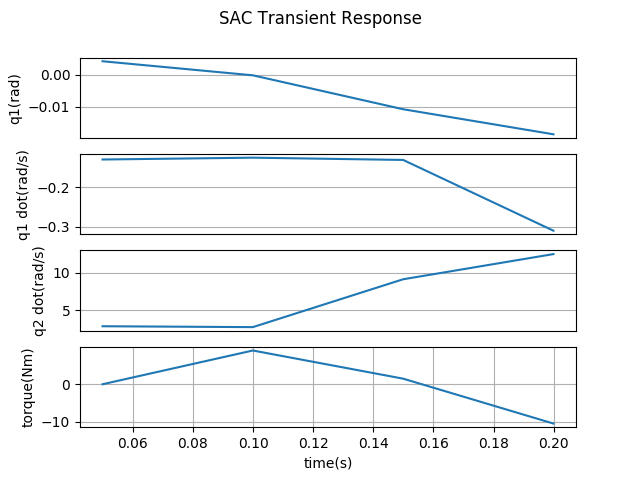 SAC Transient Response
q1(rad)
0.00
−0.01
q1 dot(rad/s)
−0.2
−0.3
q2 dot(rad/s)
10
5
torque(Nm)
0
−10
0.06 0.08 0.10 0.12 0.14 0.16 0.18 0.20
time(s)